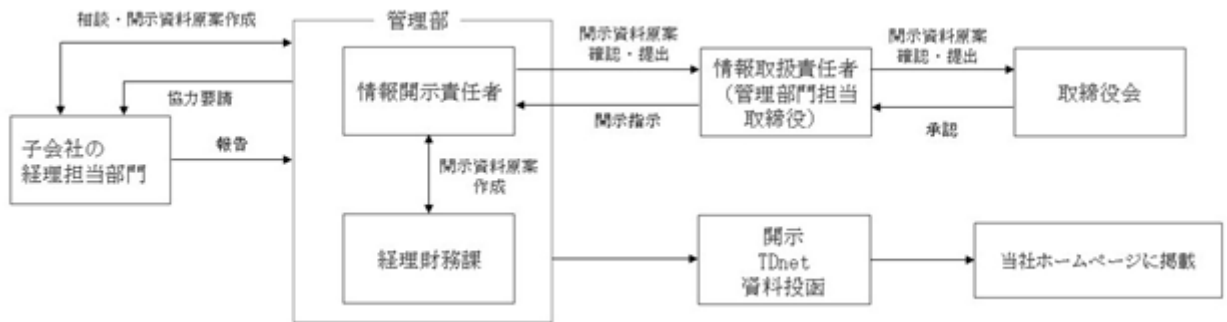 相談・開示資料原案作成
協力要請
子会社の
経理担当部門
報告
管理部
情報開示責任者
開示資料原案
作成
経理財務課
開示資料原案
確認・提出
開示指示
情報取扱責任者
（管理部門担当
取締役）
開示資料原案
確認・提出
承認
取締役会
開示
TDnet
資料投函
当社ホームページに掲載